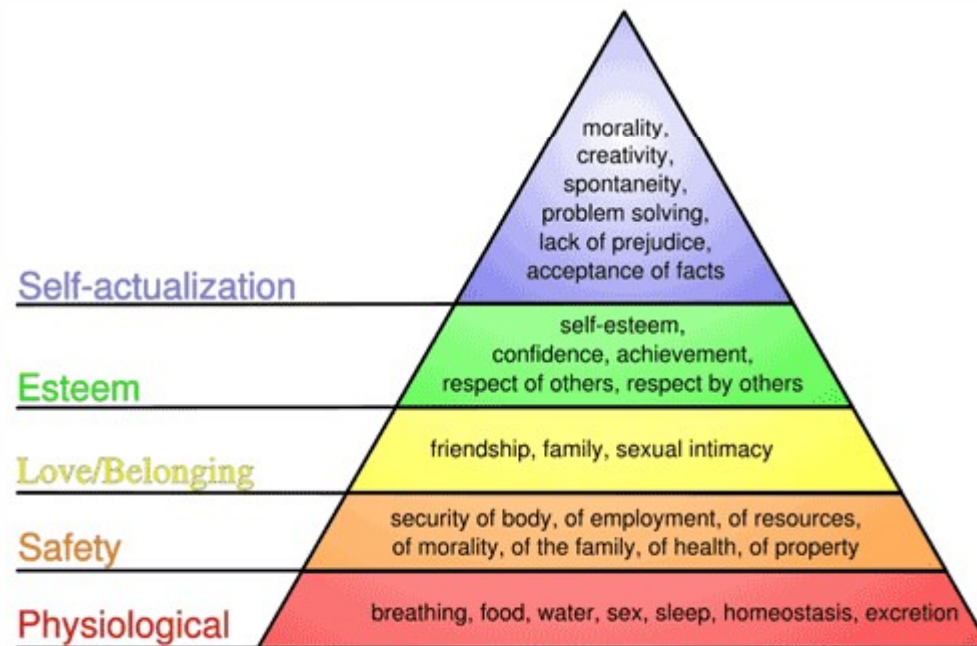 morality,
creativity,
spontaneity,
problem solving,
lack of prejudice,
acceptance of facts
Self-actualization
self-esteem,
confidence, achievement,
respect of others, respect by others
Esteem
friendship, family, sexual intimacy
Love/Belonging
security of body, of employment, of resources,
of morality, of the family, of health, of property
Safety
breathing, food, water, sex, sleep, homeostasis, excretion
Physiological